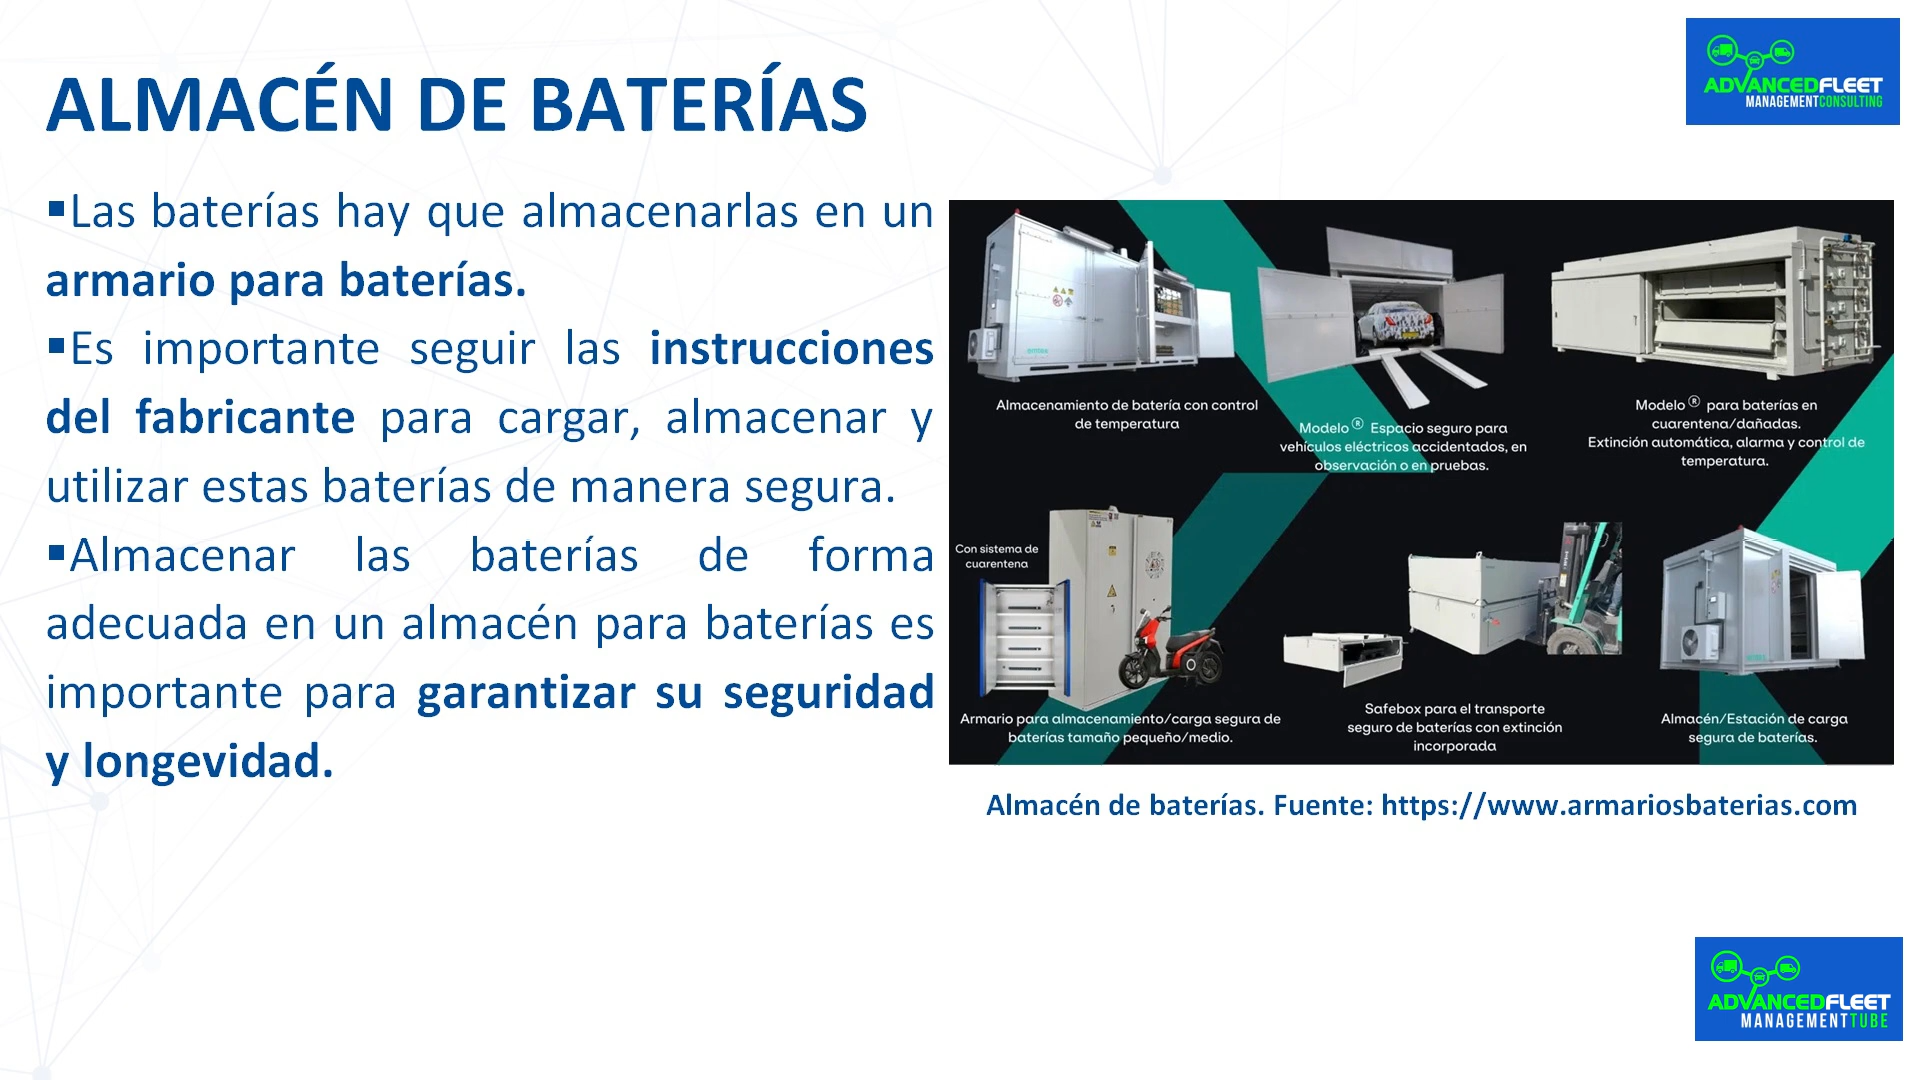 ALMACÉN DE BATERÍAS
ADVANCEDFLEET
MANAGEMENTCONSULTING
▪Las baterías hay que almacenarlas en un
armario para baterías.
▪Es importante seguir las instrucciones
del fabricante para cargar, almacenar y
utilizar estas baterías de manera segura.
▪Almacenar las baterías de forma
adecuada en un almacén para baterías es
importante para garantizar su seguridad
y longevidad.
Almacenamiento de batería con control
de temperatura
Modelo ® Espacio seguro para
vehículos eléctricos accidentados, en
observación o en pruebas.
Modelo ® para baterías en
cuarentena/dañadas.
Extinción automática, alarma y control de
temperatura.
Con sistema de
cuarentena
Armario para almacenamiento/carga segura de
baterías tamaño pequeño/medio.
Safebox para el transporte
seguro de baterías con extinción
incorporada
Almacén/Estación de carga
segura de baterías.
Almacén de baterías. Fuente: https://www.armariosbaterias.com
ADVANCEDFLEET
MANAGEMENTTUBE